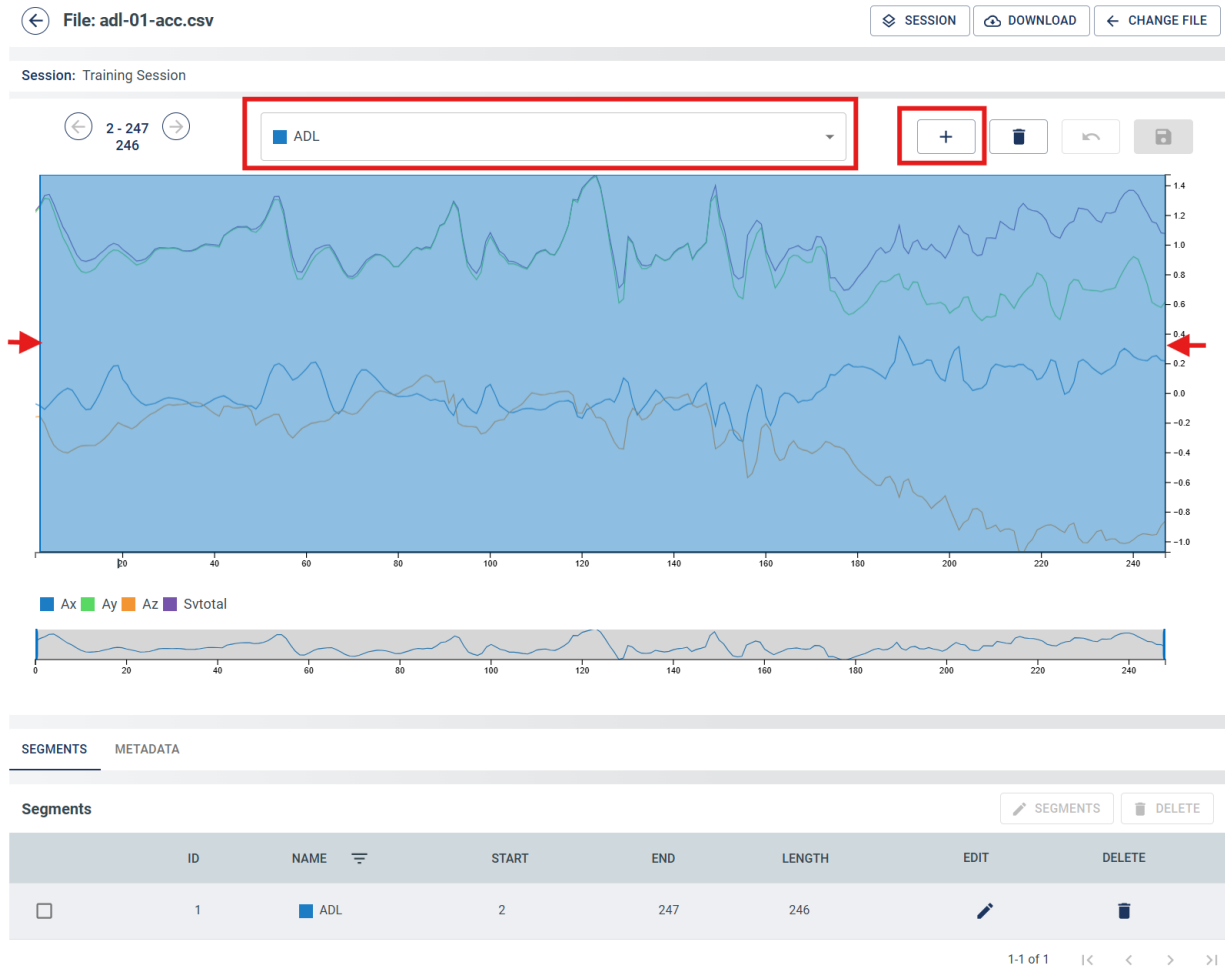 File: adl-01-acc.csv
SESSION
DOWNLOAD
CHANGE FILE
Session: Training Session
2 - 247
246
ADL
+
1.4
1.2
1.0
0.8
0.6
0.4
0.2
0.0
−0.2
−0.4
−0.6
−0.8
−1.0
20 40 60 80 100 120 140 160 180 200 220 240
Ax Ay Az Svtotal
0 20 40 60 80 100 120 140 160 180 200 220 240
SEGMENTS METADATA
Segments
SEGMENTS
DELETE
ID NAME START END LENGTH EDIT DELETE
1 ADL 2 247 246
1-1 of 1